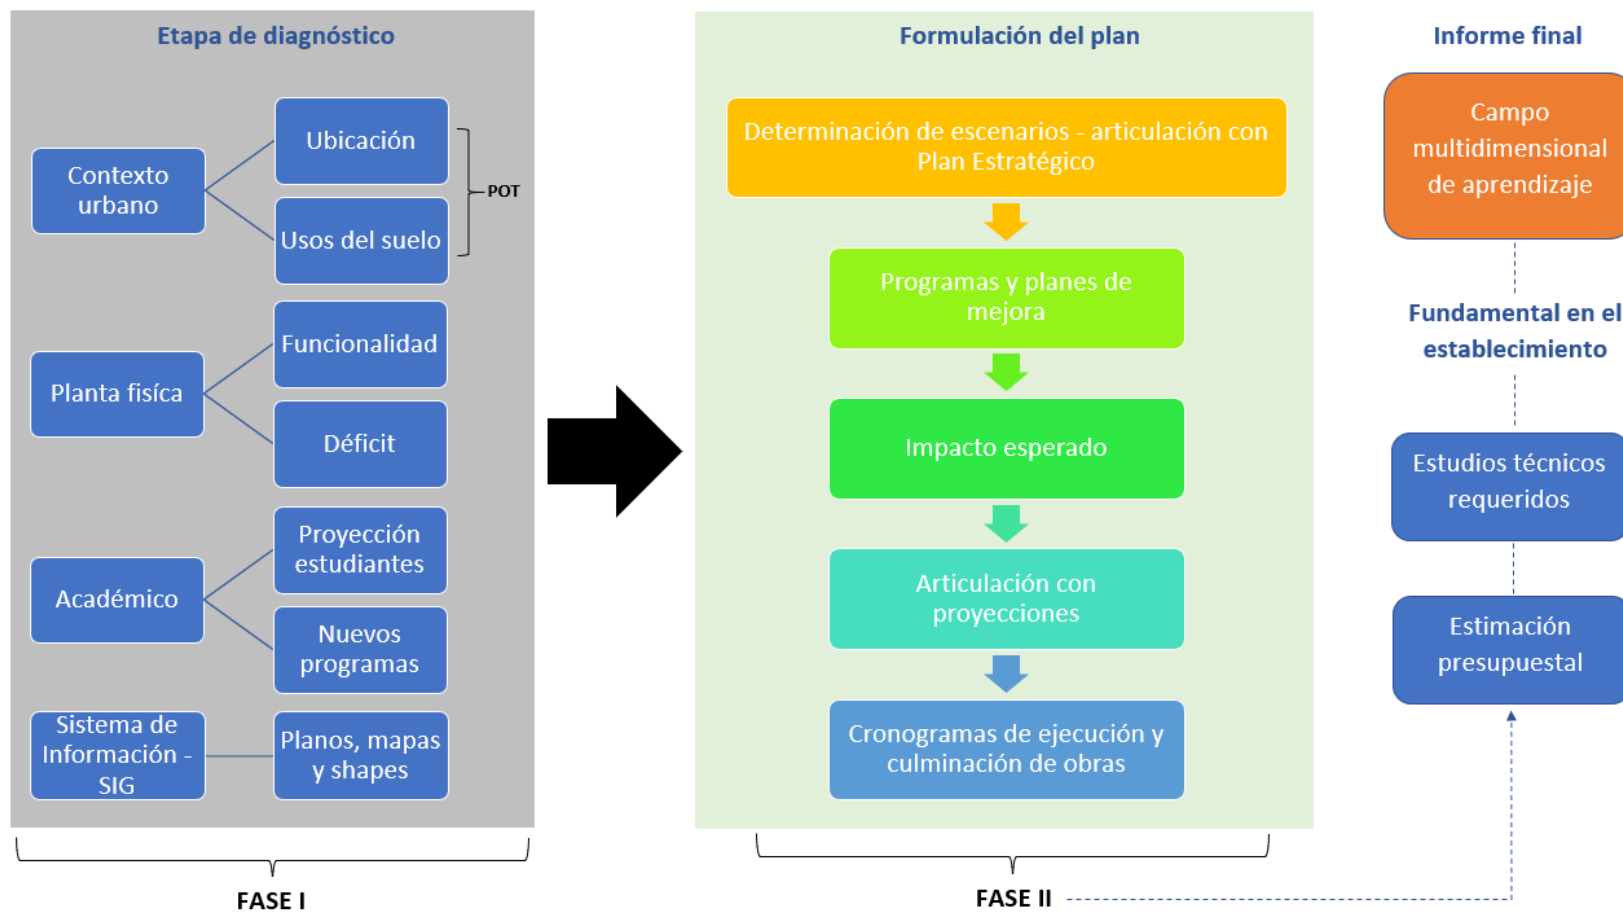 Etapa de diagnóstico
Contexto
urbano
Ubicación
Usos del suelo
POT
Planta fisíca
Funcionalidad
Déficit
Académico
Proyección
estudiantes
Nuevos
programas
Sistema de
Información -
SIG
Planos, mapas
y shapes
FASE I
Formulación del plan
Determinación de escenarios - articulación con
Plan Estratégico
Programas y planes de
mejora
Impacto esperado
Articulación con
proyecciones
Cronogramas de ejecución y
culminación de obras
FASE II
Informe final
Campo
multidimensional
de aprendizaje
Fundamental en el
establecimiento
Estudios técnicos
requeridos
Estimación
presupuestal